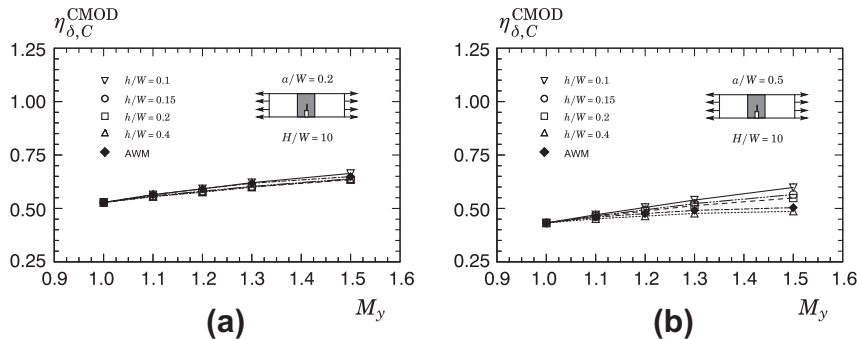 η_{δ,C}^{CMOD}
1.25
1.00
0.75
0.50
0.25
h/W = 0.1
h/W = 0.15
h/W = 0.2
h/W = 0.4
AWM
a/W = 0.2
H/W = 10
0.9 1.0 1.1 1.2 1.3 1.4 1.5 1.6
M_y
(a)
η_{δ,C}^{CMOD}
1.25
1.00
0.75
0.50
0.25
h/W = 0.1
h/W = 0.15
h/W = 0.2
h/W = 0.4
AWM
a/W = 0.5
H/W = 10
0.9 1.0 1.1 1.2 1.3 1.4 1.5 1.6
M_y
(b)